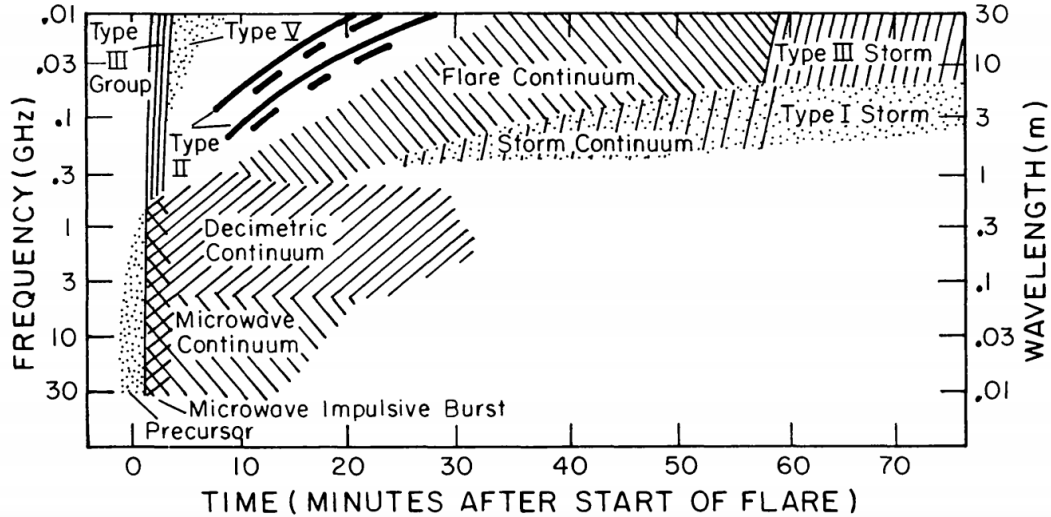 .01
.03
.1
.3
1
3
10
30
FREQUENCY (GHz)
Type
III
Group
Type V
Type
II
Flare Continuum
Type III Storm
Type I Storm
Storm Continuum
Decimetric
Continuum
Microwave
Continuum
Microwave Impulsive Burst
Precursor
30
10
3
1
.3
.1
.03
.01
WAVELENGTH (m)
0 10 20 30 40 50 60 70
TIME (MINUTES AFTER START OF FLARE)